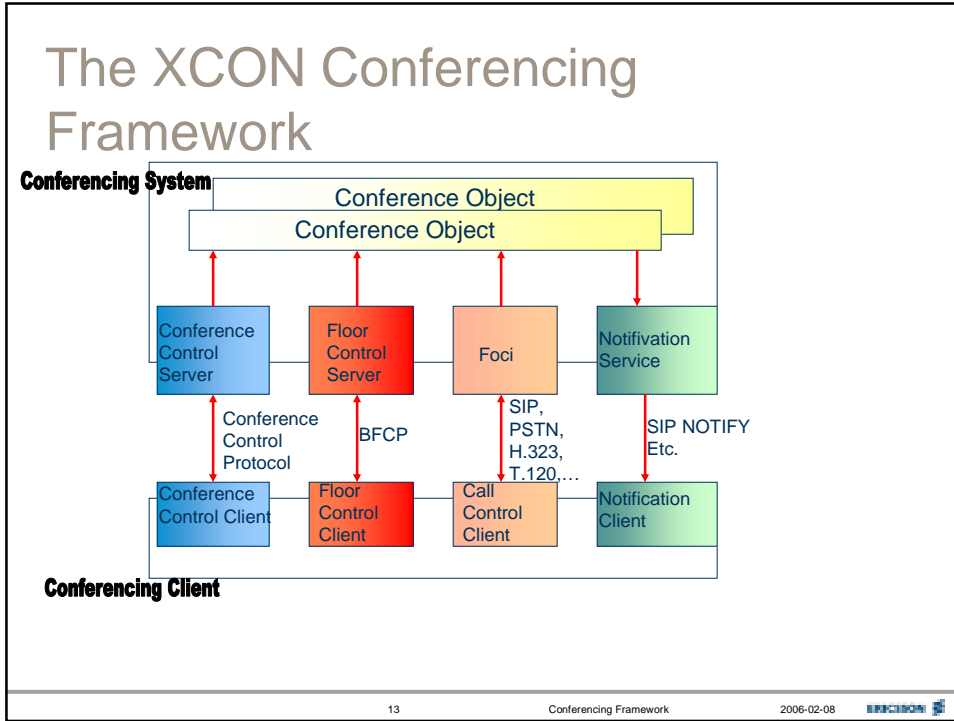 The XCON Conferencing
Framework
Conferencing System
Conference Object
Conference Object
Conference
Control
Server
Floor
Control
Server
Foci
Notifivation
Service
Conference
Control
Protocol
BFCP
SIP,
PSTN,
H.323,
T.120,…
SIP NOTIFY
Etc.
Conference
Control Client
Floor
Control
Client
Call
Control
Client
Notification
Client
Conferencing Client
13
Conferencing Framework
2006-02-08
ERICSSON